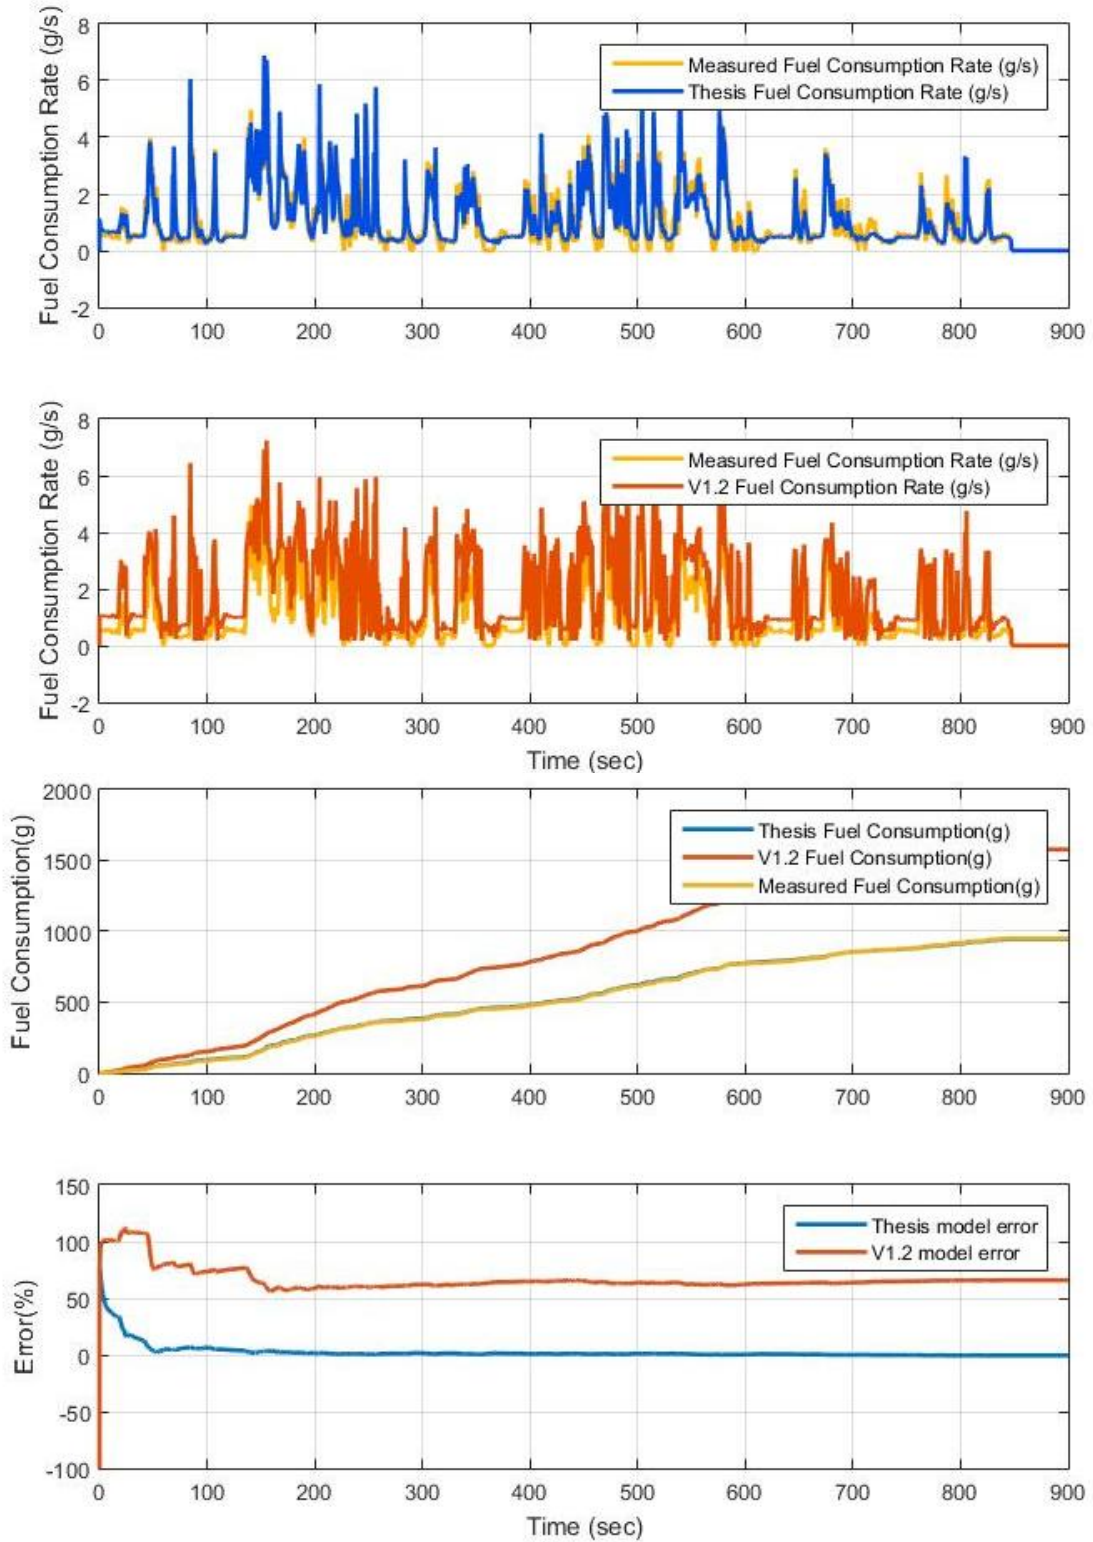 8
6
4
2
0
-2
Fuel Consumption Rate (g/s)
Measured Fuel Consumption Rate (g/s)
Thesis Fuel Consumption Rate (g/s)
0 100 200 300 400 500 600 700 800 900
8
6
4
2
0
-2
Fuel Consumption Rate (g/s)
Measured Fuel Consumption Rate (g/s)
V1.2 Fuel Consumption Rate (g/s)
0 100 200 300 400 500 600 700 800 900
Time (sec)
2000
1500
1000
500
0
Fuel Consumption(g)
Thesis Fuel Consumption(g)
V1.2 Fuel Consumption(g)
Measured Fuel Consumption(g)
0 100 200 300 400 500 600 700 800 900
150
100
50
0
-50
-100
Error(%)
Thesis model error
V1.2 model error
0 100 200 300 400 500 600 700 800 900
Time (sec)